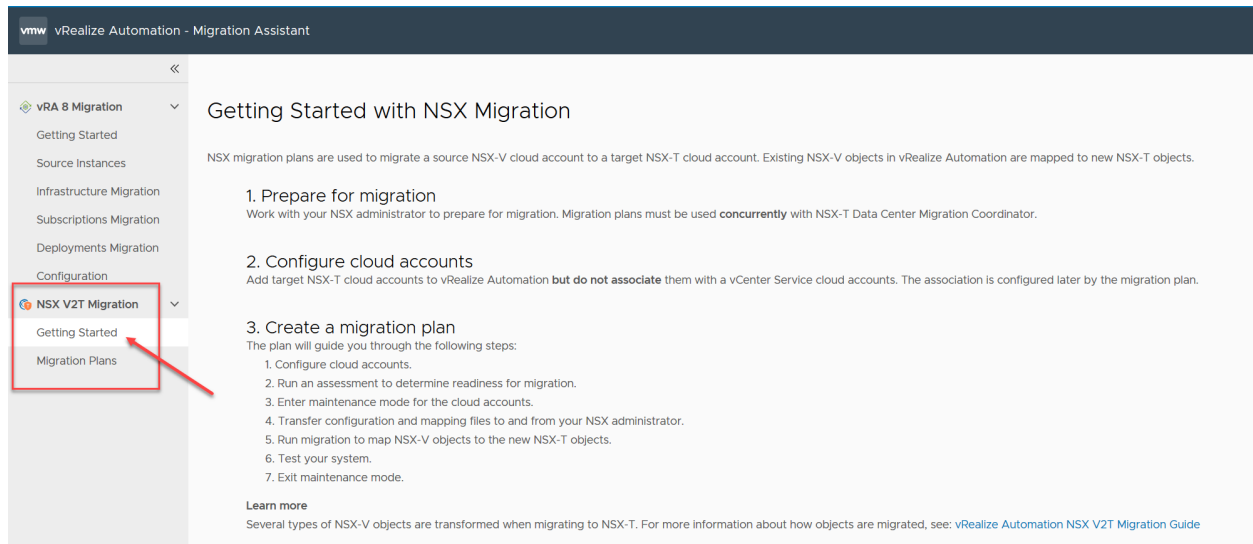 vmw vRealize Automation - Migration Assistant
vRA 8 Migration
Getting Started
Source Instances
Infrastructure Migration
Subscriptions Migration
Deployments Migration
Configuration
NSX V2T Migration
Getting Started
Migration Plans
Getting Started with NSX Migration
NSX migration plans are used to migrate a source NSX-V cloud account to a target NSX-T cloud account. Existing NSX-V objects in vRealize Automation are mapped to new NSX-T objects.
1. Prepare for migration
Work with your NSX administrator to prepare for migration. Migration plans must be used concurrently with NSX-T Data Center Migration Coordinator.
2. Configure cloud accounts
Add target NSX-T cloud accounts to vRealize Automation but do not associate them with a vCenter Service cloud accounts. The association is configured later by the migration plan.
3. Create a migration plan
The plan will guide you through the following steps:
1. Configure cloud accounts.
2. Run an assessment to determine readiness for migration.
3. Enter maintenance mode for the cloud accounts.
4. Transfer configuration and mapping files to and from your NSX administrator.
5. Run migration to map NSX-V objects to the new NSX-T objects.
6. Test your system.
7. Exit maintenance mode.
Learn more
Several types of NSX-V objects are transformed when migrating to NSX-T. For more information about how objects are migrated, see: vRealize Automation NSX V2T Migration Guide